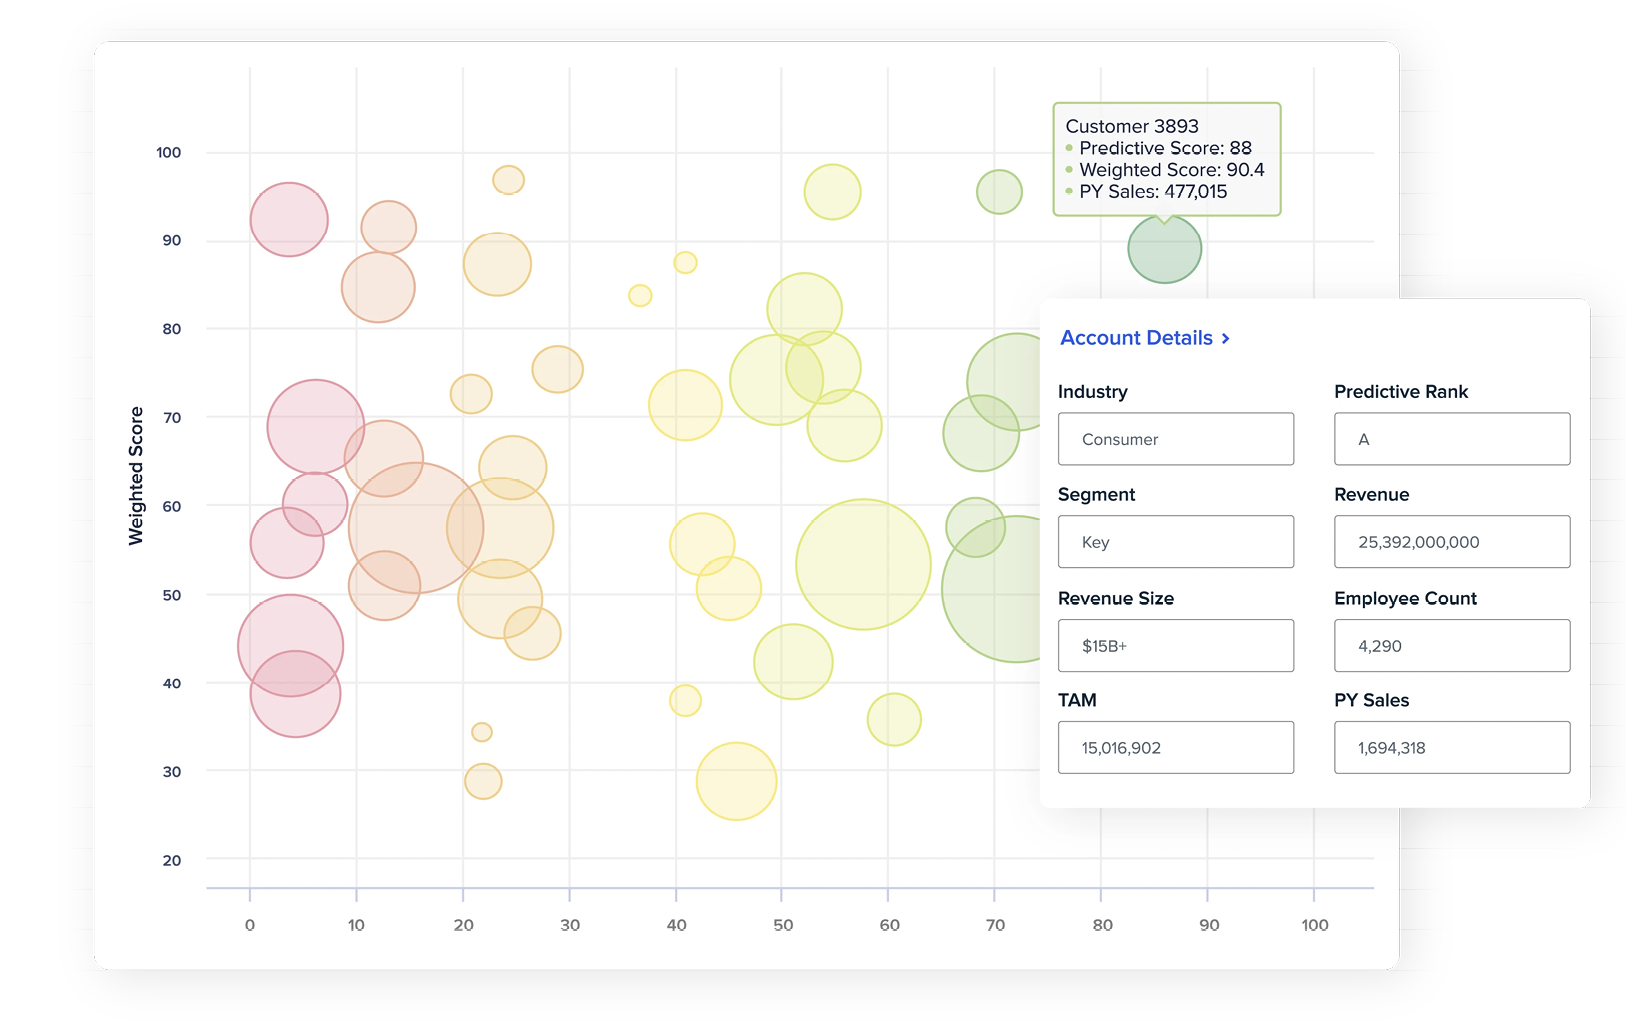 Customer 3893
Predictive Score: 88
Weighted Score: 90.4
PY Sales: 477,015
100
90
80
70
60
50
40
30
20
Weighted Score
0 10 20 30 40 50 60 70 80 90 100
Account Details >
Industry Predictive Rank
Consumer A
Segment Revenue
Key 25,392,000,000
Revenue Size Employee Count
$15B+ 4,290
TAM PY Sales
15,016,902 1,694,318